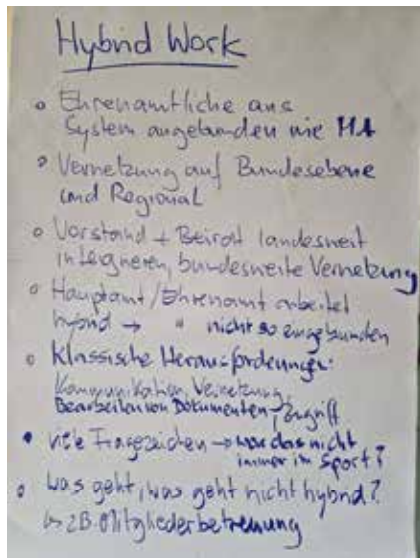 Hybrid Work
o Ehrenamtliche ans
System angebunden wie MA
o Vernetzung auf Bundesebene
und Regional
o Vorstand + Beirat landesweit
integrieren, bundesweite Vernetzung
o Hauptamt/Ehrenamt arbeitet
hybrid → " nicht so eingebunden
o Klassische Herausforderungen:
Kommunikation, Vernetzung,
Bearbeiten von Dokumenten, Zugriff
• viele Fragezeichen → war das nicht
immer im Sport?
o was geht, was geht nicht hybrid?
↳ z.B. Mitgliederbetreuung